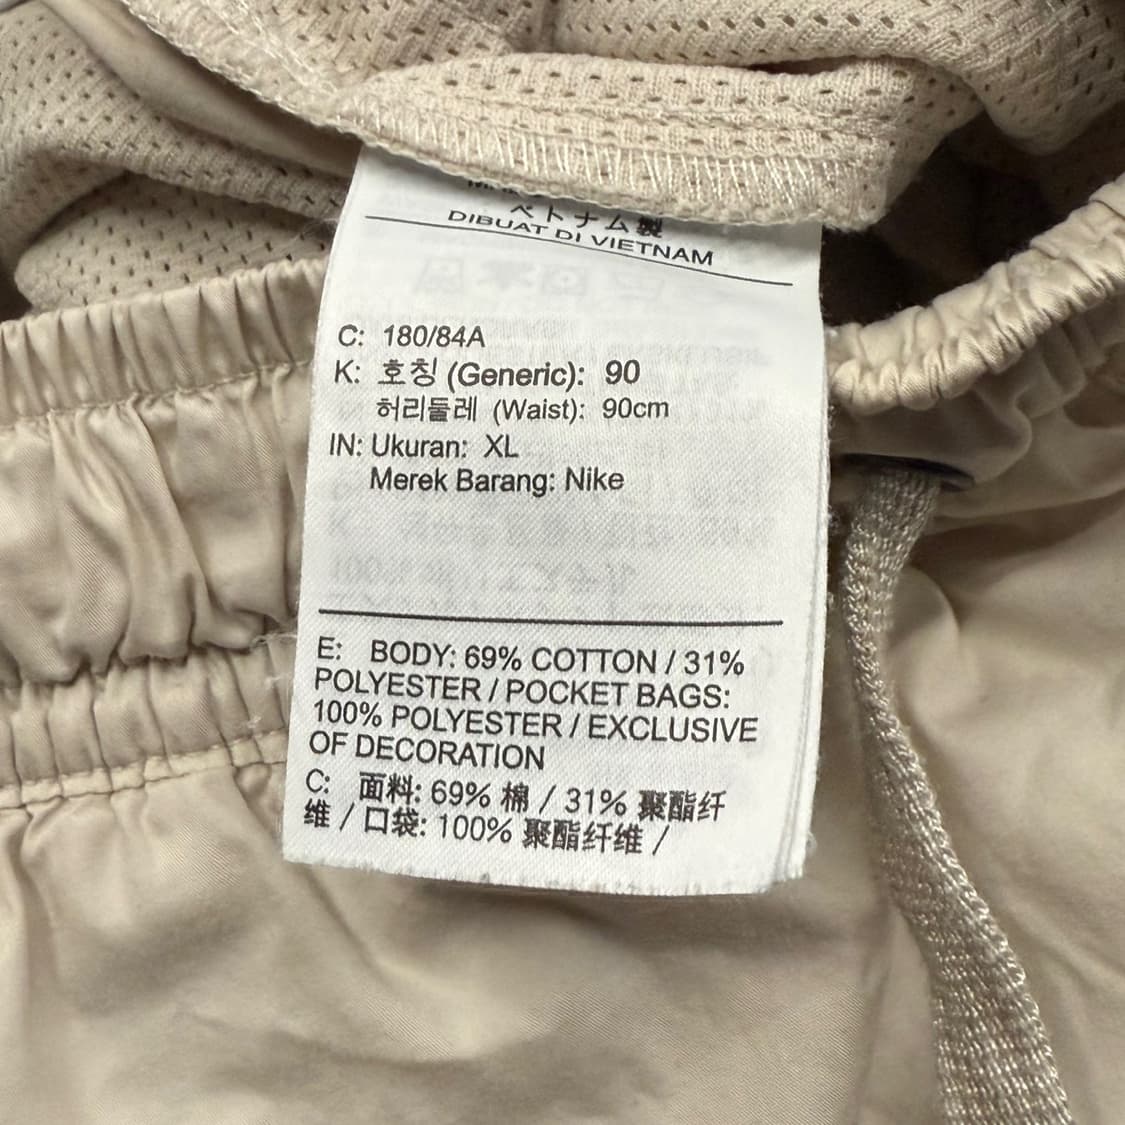 ベトナム製
DIBUAT DI VIETNAM
C: 180/84A
K: 호칭 (Generic): 90
허리둘레 (Waist): 90cm
IN: Ukuran: XL
Merek Barang: Nike
E: BODY: 69% COTTON / 31%
POLYESTER / POCKET BAGS:
100% POLYESTER / EXCLUSIVE
OF DECORATION
C: 面料: 69% 棉 / 31% 聚酯纤
维 / 口袋: 100% 聚酯纤维 /